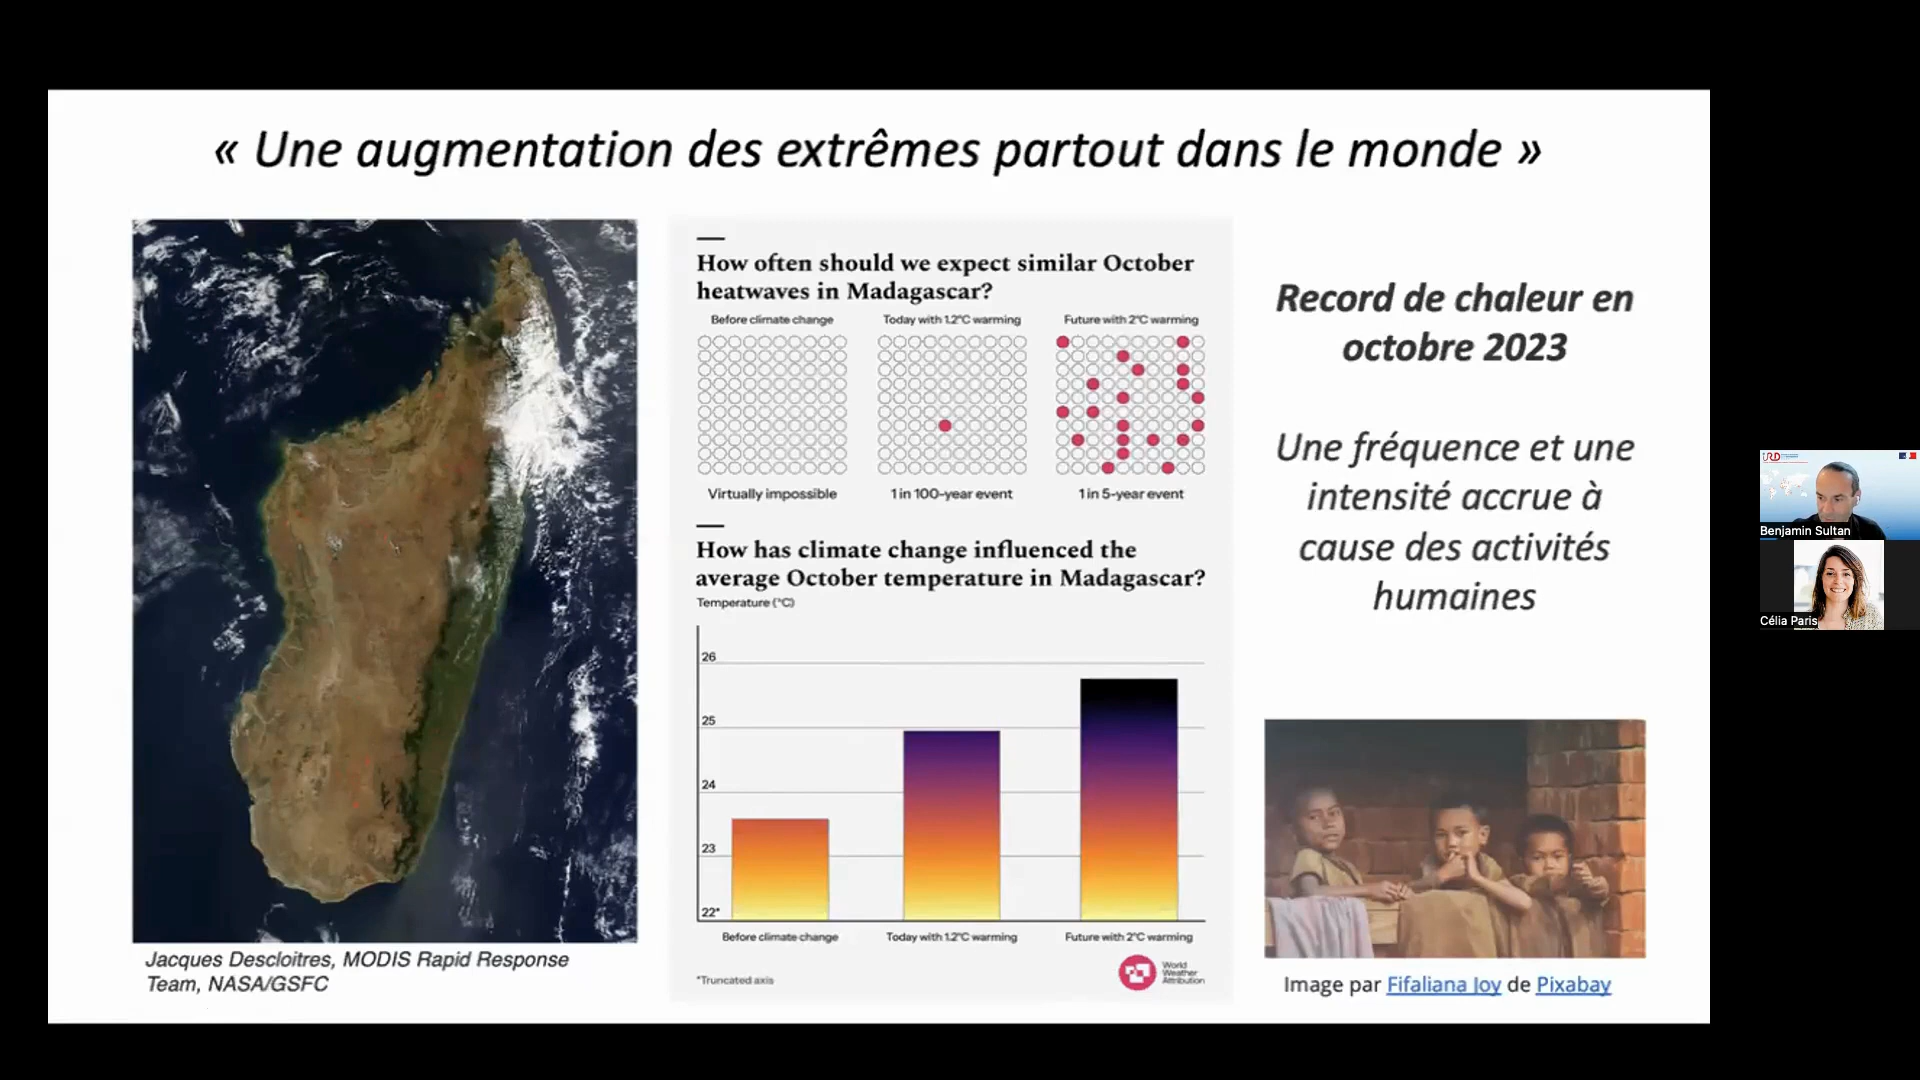 « Une augmentation des extrêmes partout dans le monde »
Jacques Descloitres, MODIS Rapid Response
Team, NASA/GSFC
How often should we expect similar October
heatwaves in Madagascar?
Before climate change
Today with 1.2°C warming
Future with 2°C warming
Virtually impossible
1 in 100-year event
1 in 5-year event
How has climate change influenced the
average October temperature in Madagascar?
Temperature (°C)
26
25
24
23
22*
Before climate change
Today with 1.2°C warming
Future with 2°C warming
*Truncated axis
World
Weather
Attribution
Record de chaleur en
octobre 2023
Une fréquence et une
intensité accrue à
cause des activités
humaines
Image par Fifaliana Joy de Pixabay
IRD
Benjamin Sultan
Célia Paris